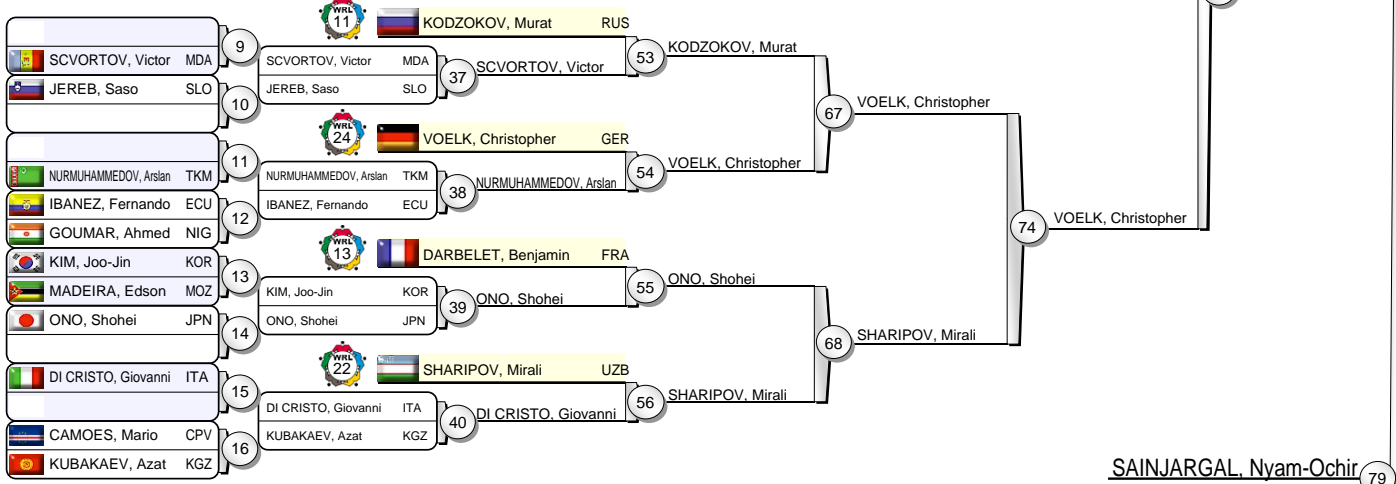 WRL
11
KODZOKOV, Murat RUS
9
SCVORTOV, Victor MDA
SCVORTOV, Victor MDA
JEREB, Saso SLO
JEREB, Saso SLO
10
37
SCVORTOV, Victor
53
KODZOKOV, Murat
67
VOELK, Christopher
WRL
24
VOELK, Christopher GER
11
NURMUHAMMEDOV, Arslan TKM
NURMUHAMMEDOV, Arslan TKM
IBANEZ, Fernando ECU
IBANEZ, Fernando ECU
12
GOUMAR, Ahmed NIG
38
NURMUHAMMEDOV, Arslan
54
VOELK, Christopher
74
VOELK, Christopher
WRL
13
DARBELET, Benjamin FRA
KIM, Joo-Jin KOR
13
MADEIRA, Edson MOZ
KIM, Joo-Jin KOR
ONO, Shohei JPN
ONO, Shohei JPN
14
39
ONO, Shohei
55
ONO, Shohei
68
SHARIPOV, Mirali
WRL
22
SHARIPOV, Mirali UZB
DI CRISTO, Giovanni ITA
15
DI CRISTO, Giovanni ITA
KUBAKAEV, Azat KGZ
CAMOES, Mario CPV
16
KUBAKAEV, Azat KGZ
40
DI CRISTO, Giovanni
56
SHARIPOV, Mirali
SAINJARGAL, Nyam-Ochir
79